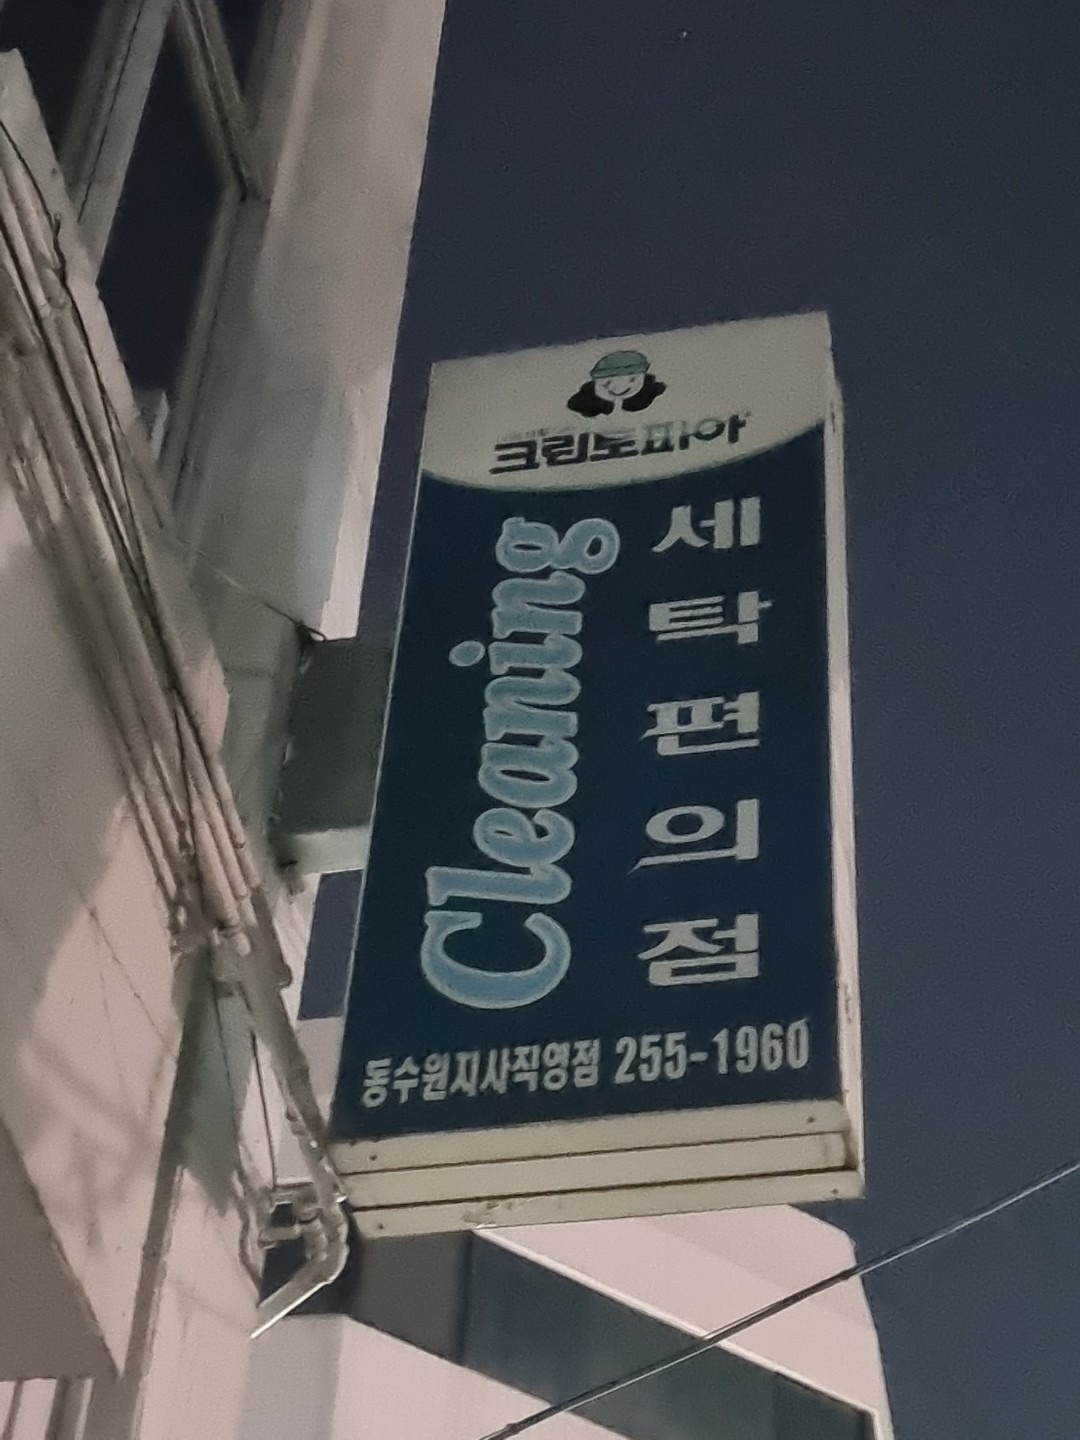 크린토피아
Cleaning
세탁편의점
동수원지사직영점 255-1960